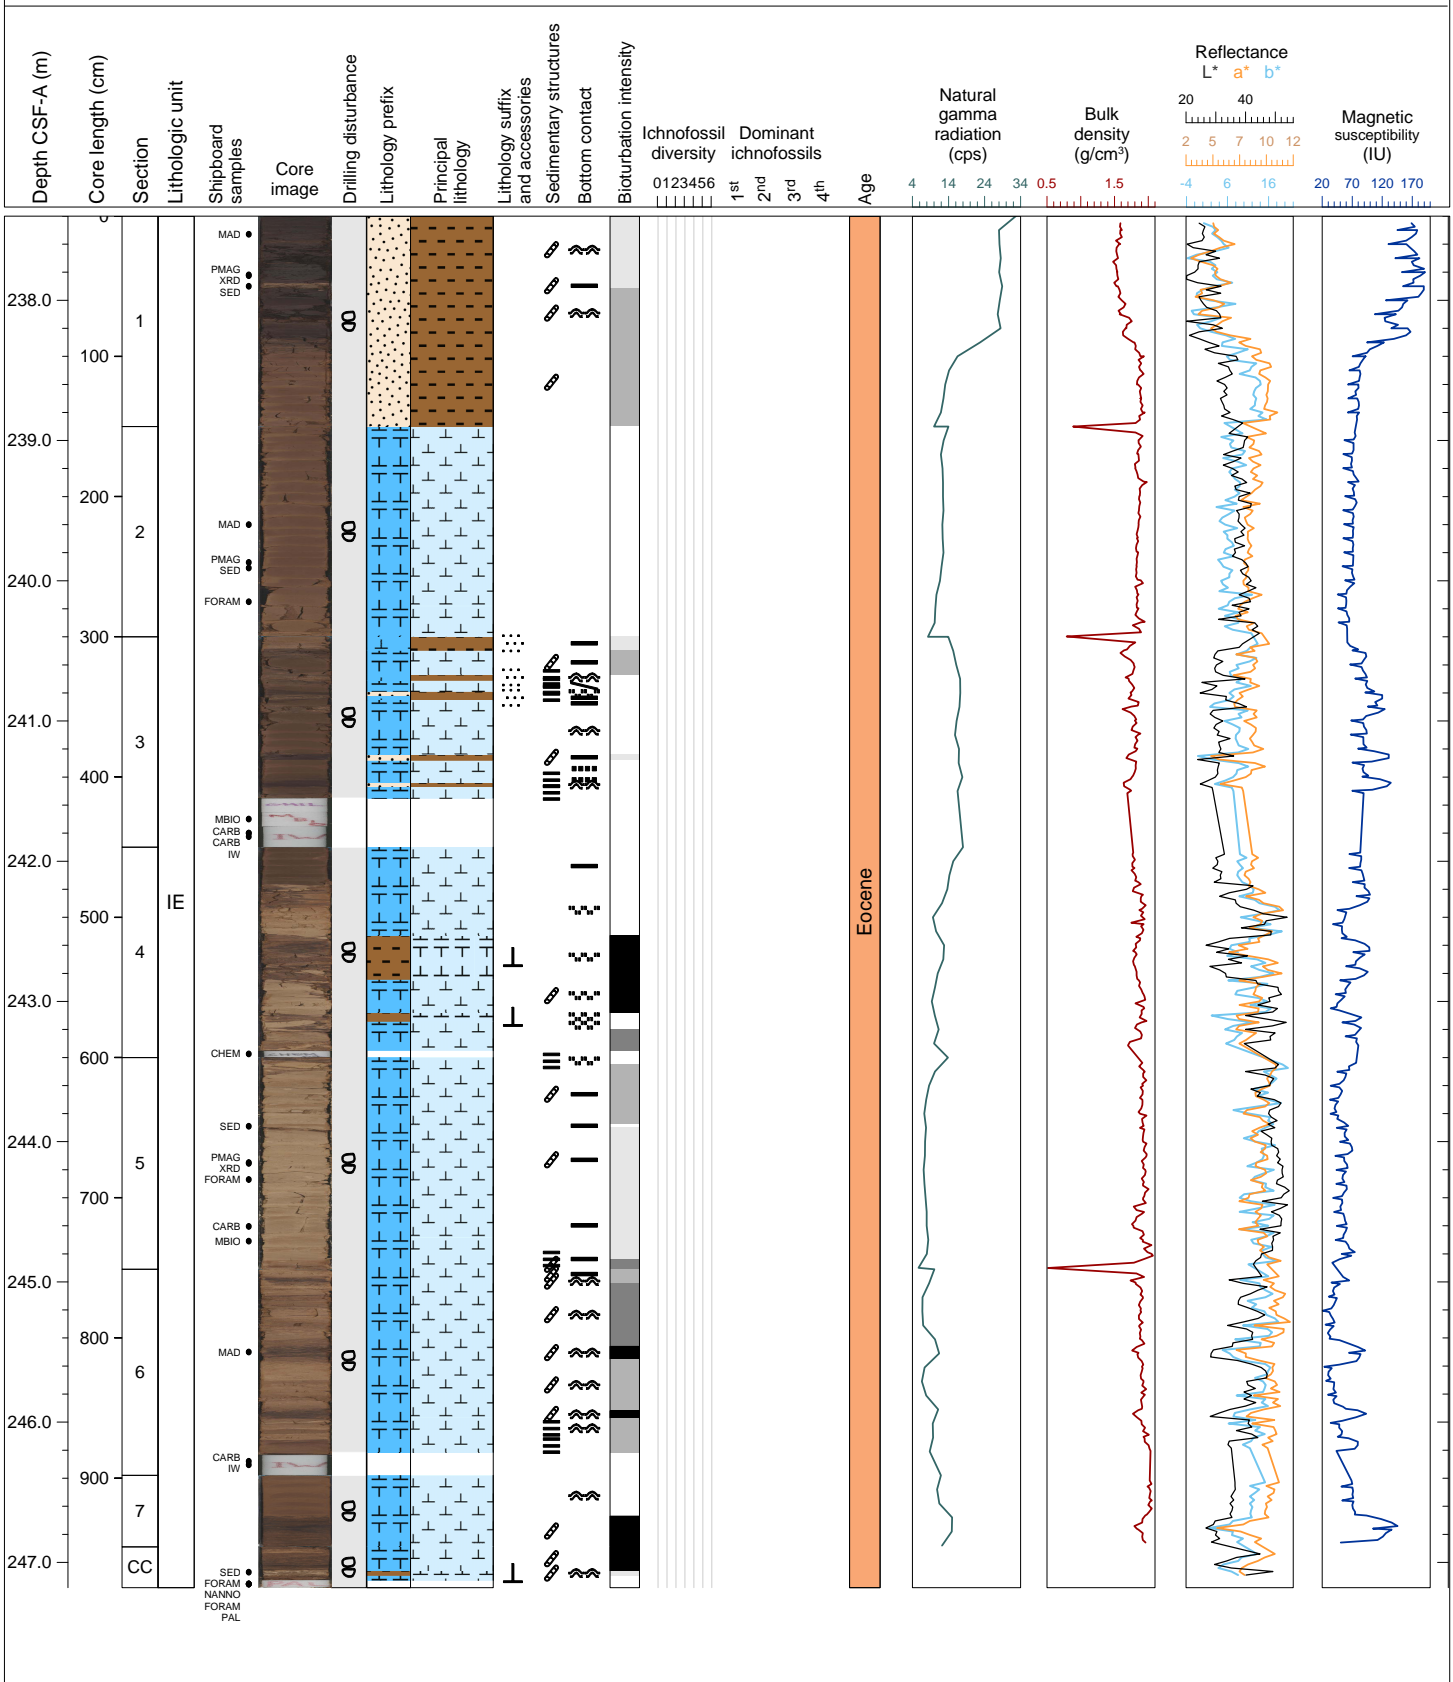 Depth CSF-A (m)
Core length (cm)
Section
Lithologic unit
Shipboard
samples
Core
image
Drilling disturbance
Lithology prefix
Principal
lithology
Lithology suffix
and accessories
Sedimentary structures
Bottom contact
Bioturbation intensity
Ichnofossil
diversity
0123456
Dominant
ichnofossils
1st 2nd 3rd 4th
Age
Natural
gamma
radiation
(cps)
4 14 24 34
Bulk
density
(g/cm³)
0.5 1.5
Reflectance
L* a* b*
20 40
2 5 7 10 12
-4 6 16
Magnetic
susceptibility
(IU)
20 70 120 170
0
MAD
PMAG
XRD
SED
238.0
1
100
239.0
200
MAD
2
PMAG
SED
240.0
FORAM
300
241.0
3
400
MBIO
CARB
CARB
IW
242.0
IE
Eocene
500
4
243.0
CHEM
600
SED
244.0
PMAG
XRD
5
FORAM
700
CARB
MBIO
245.0
800
MAD
6
246.0
CARB
IW
900
7
247.0
CC
SED
FORAM
NANNO
FORAM
PAL